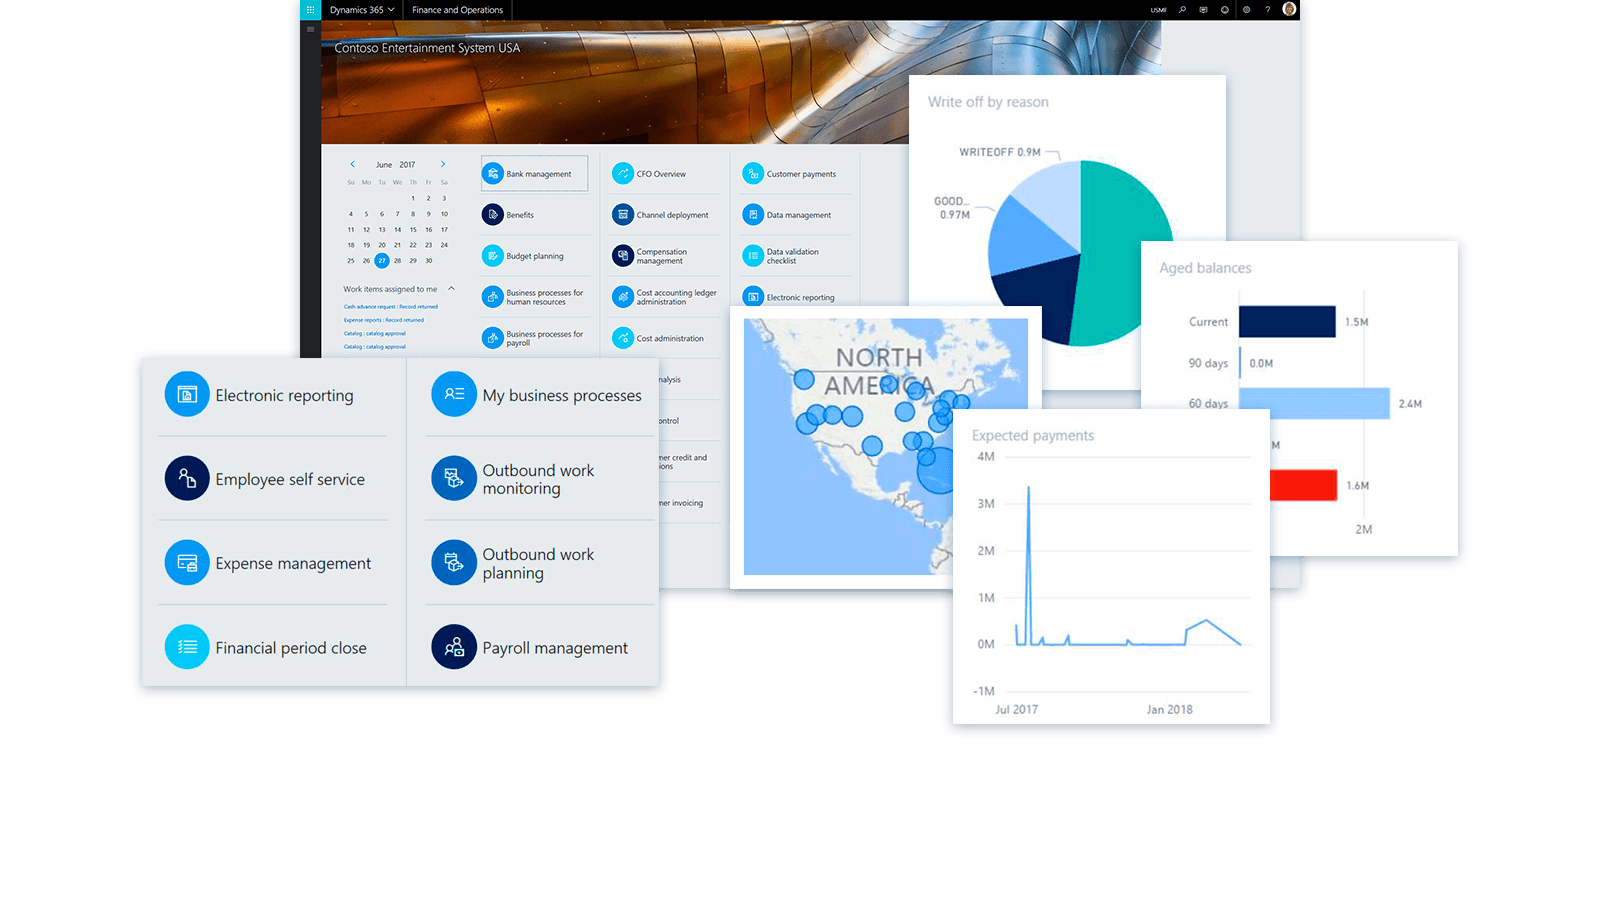 Dynamics 365
Finance and Operations
USMF
?
Contoso Entertainment System USA
June 2017
Su Mo Tu We Th Fr Sa
1 2 3
4 5 6 7 8 9 10
11 12 13 14 15 16 17
18 19 20 21 22 23 24
25 26 27 28 29 30
Work items assigned to me
Cash advance request : Record returned
Expense reports : Record returned
Catalog : catalog approval
Catalog : catalog approval
Bank management
Benefits
Budget planning
Business processes for
human resources
Business processes for
payroll
CFO Overview
Channel deployment
Compensation
management
Cost accounting ledger
administration
Cost administration
nalysis
ontrol
mer credit and
ions
mer invoicing
Customer payments
Data management
Data validation
checklist
Electronic reporting
Electronic reporting
Employee self service
Expense management
Financial period close
My business processes
Outbound work
monitoring
Outbound work
planning
Payroll management
NORTH
AMERICA
Write off by reason
WRITEOFF 0.9M
GOOD...
0.97M
Aged balances
Current 1.5M
90 days 0.0M
60 days 2.4M
M
1.6M
2M
Expected payments
4M
3M
2M
1M
0M
-1M
Jul 2017 Jan 2018